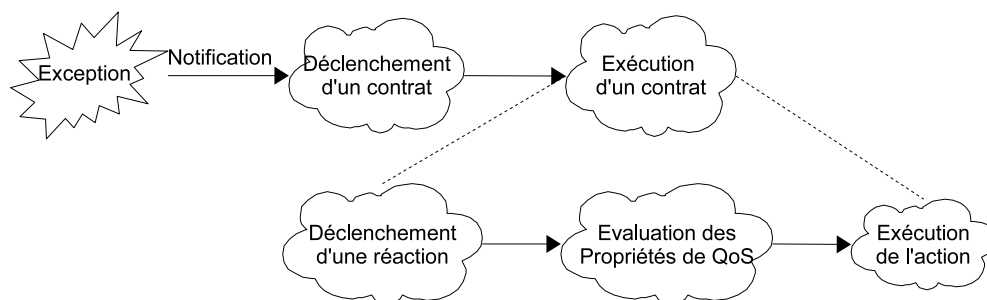 Exception
Notification
Déclenchement
d'un contrat
Exécution
d'un contrat
Déclenchement
d'une réaction
Evaluation des
Propriétés de QoS
Exécution
de l'action